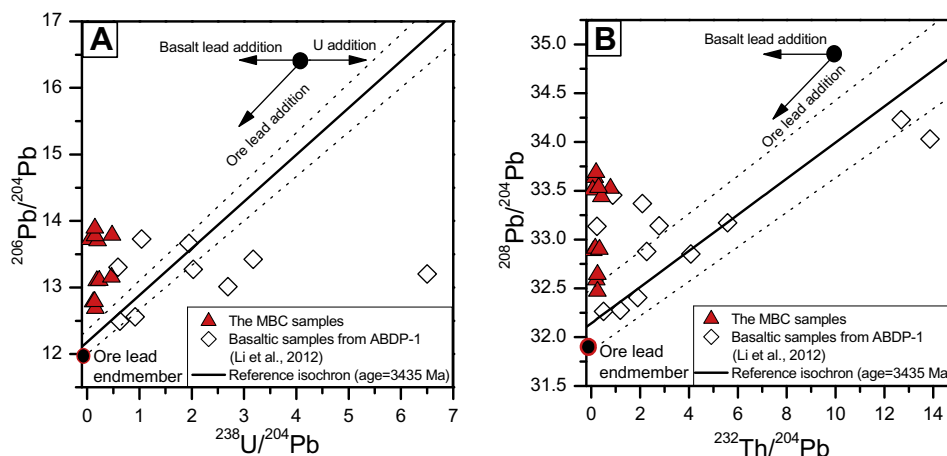 A
Basalt lead addition
U addition
Ore lead addition
17
16
15
14
13
12
²⁰⁶Pb/²⁰⁴Pb
The MBC samples
Basaltic samples from ABDP-1
(Li et al., 2012)
Reference isochron (age=3435 Ma)
Ore lead
endmember
0 1 2 3 4 5 6 7
²³⁸U/²⁰⁴Pb
B
Basalt lead addition
Ore lead addition
35.0
34.5
34.0
33.5
33.0
32.5
32.0
31.5
²⁰⁸Pb/²⁰⁴Pb
The MBC samples
Basaltic samples from ABDP-1
(Li et al., 2012)
Reference isochron (age=3435 Ma)
Ore lead
endmember
0 2 4 6 8 10 12 14
²³²Th/²⁰⁴Pb